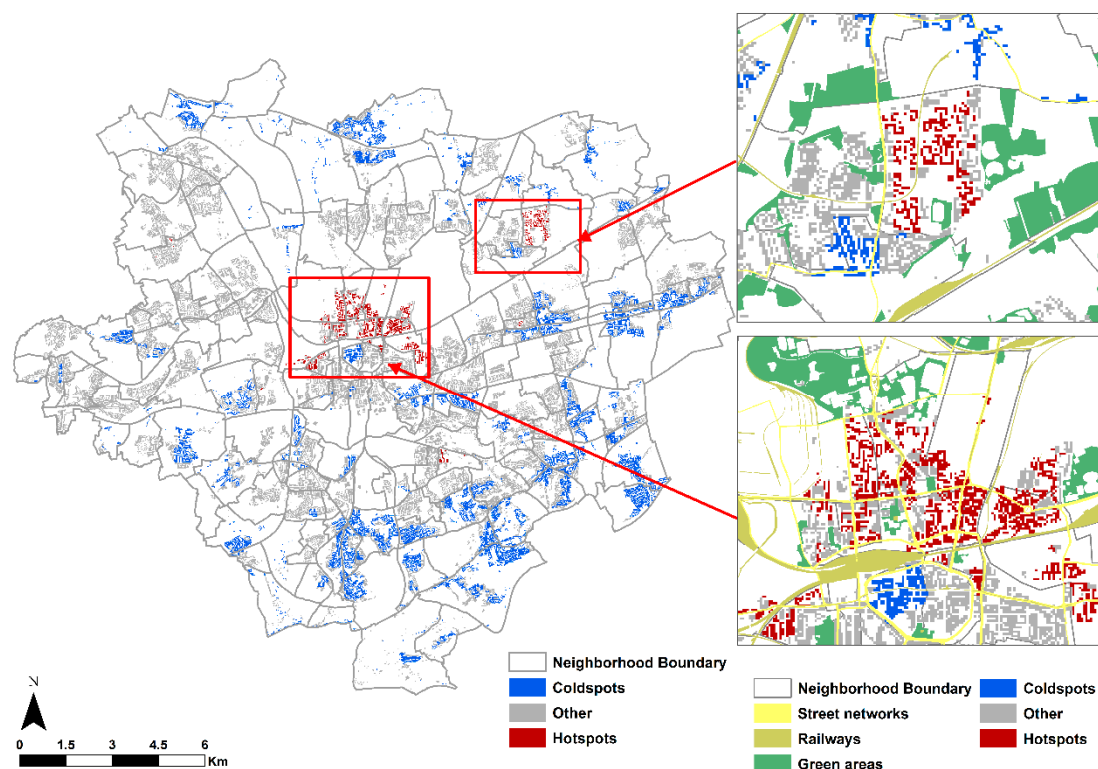 N
0 1.5 3 4.5 6
Km
Neighborhood Boundary
Coldspots
Other
Hotspots
Neighborhood Boundary
Street networks
Railways
Green areas
Coldspots
Other
Hotspots